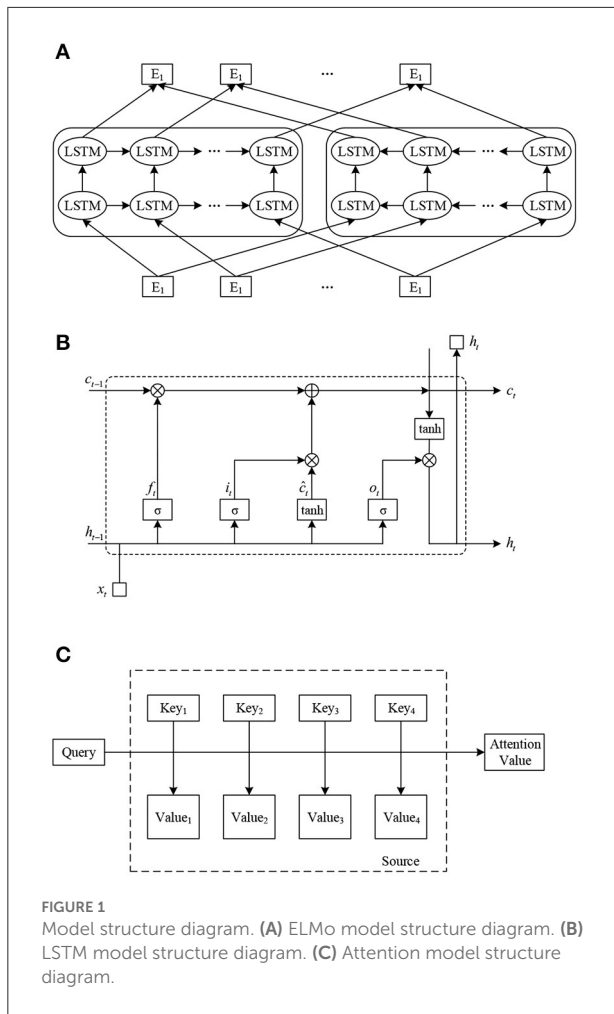 A
E₁ E₁ ... E₁
LSTM LSTM ... LSTM LSTM LSTM ... LSTM
LSTM LSTM ... LSTM LSTM LSTM ... LSTM
E₁ E₁ ... E₁
B
hₜ
cₜ₋₁ cₜ
tanh
fₜ iₜ ĉₜ oₜ
σ σ tanh σ
hₜ₋₁ hₜ
xₜ
C
Key₁ Key₂ Key₃ Key₄
Query Attention
Value
Value₁ Value₂ Value₃ Value₄
Source
FIGURE 1
Model structure diagram. (A) ELMo model structure diagram. (B)
LSTM model structure diagram. (C) Attention model structure
diagram.